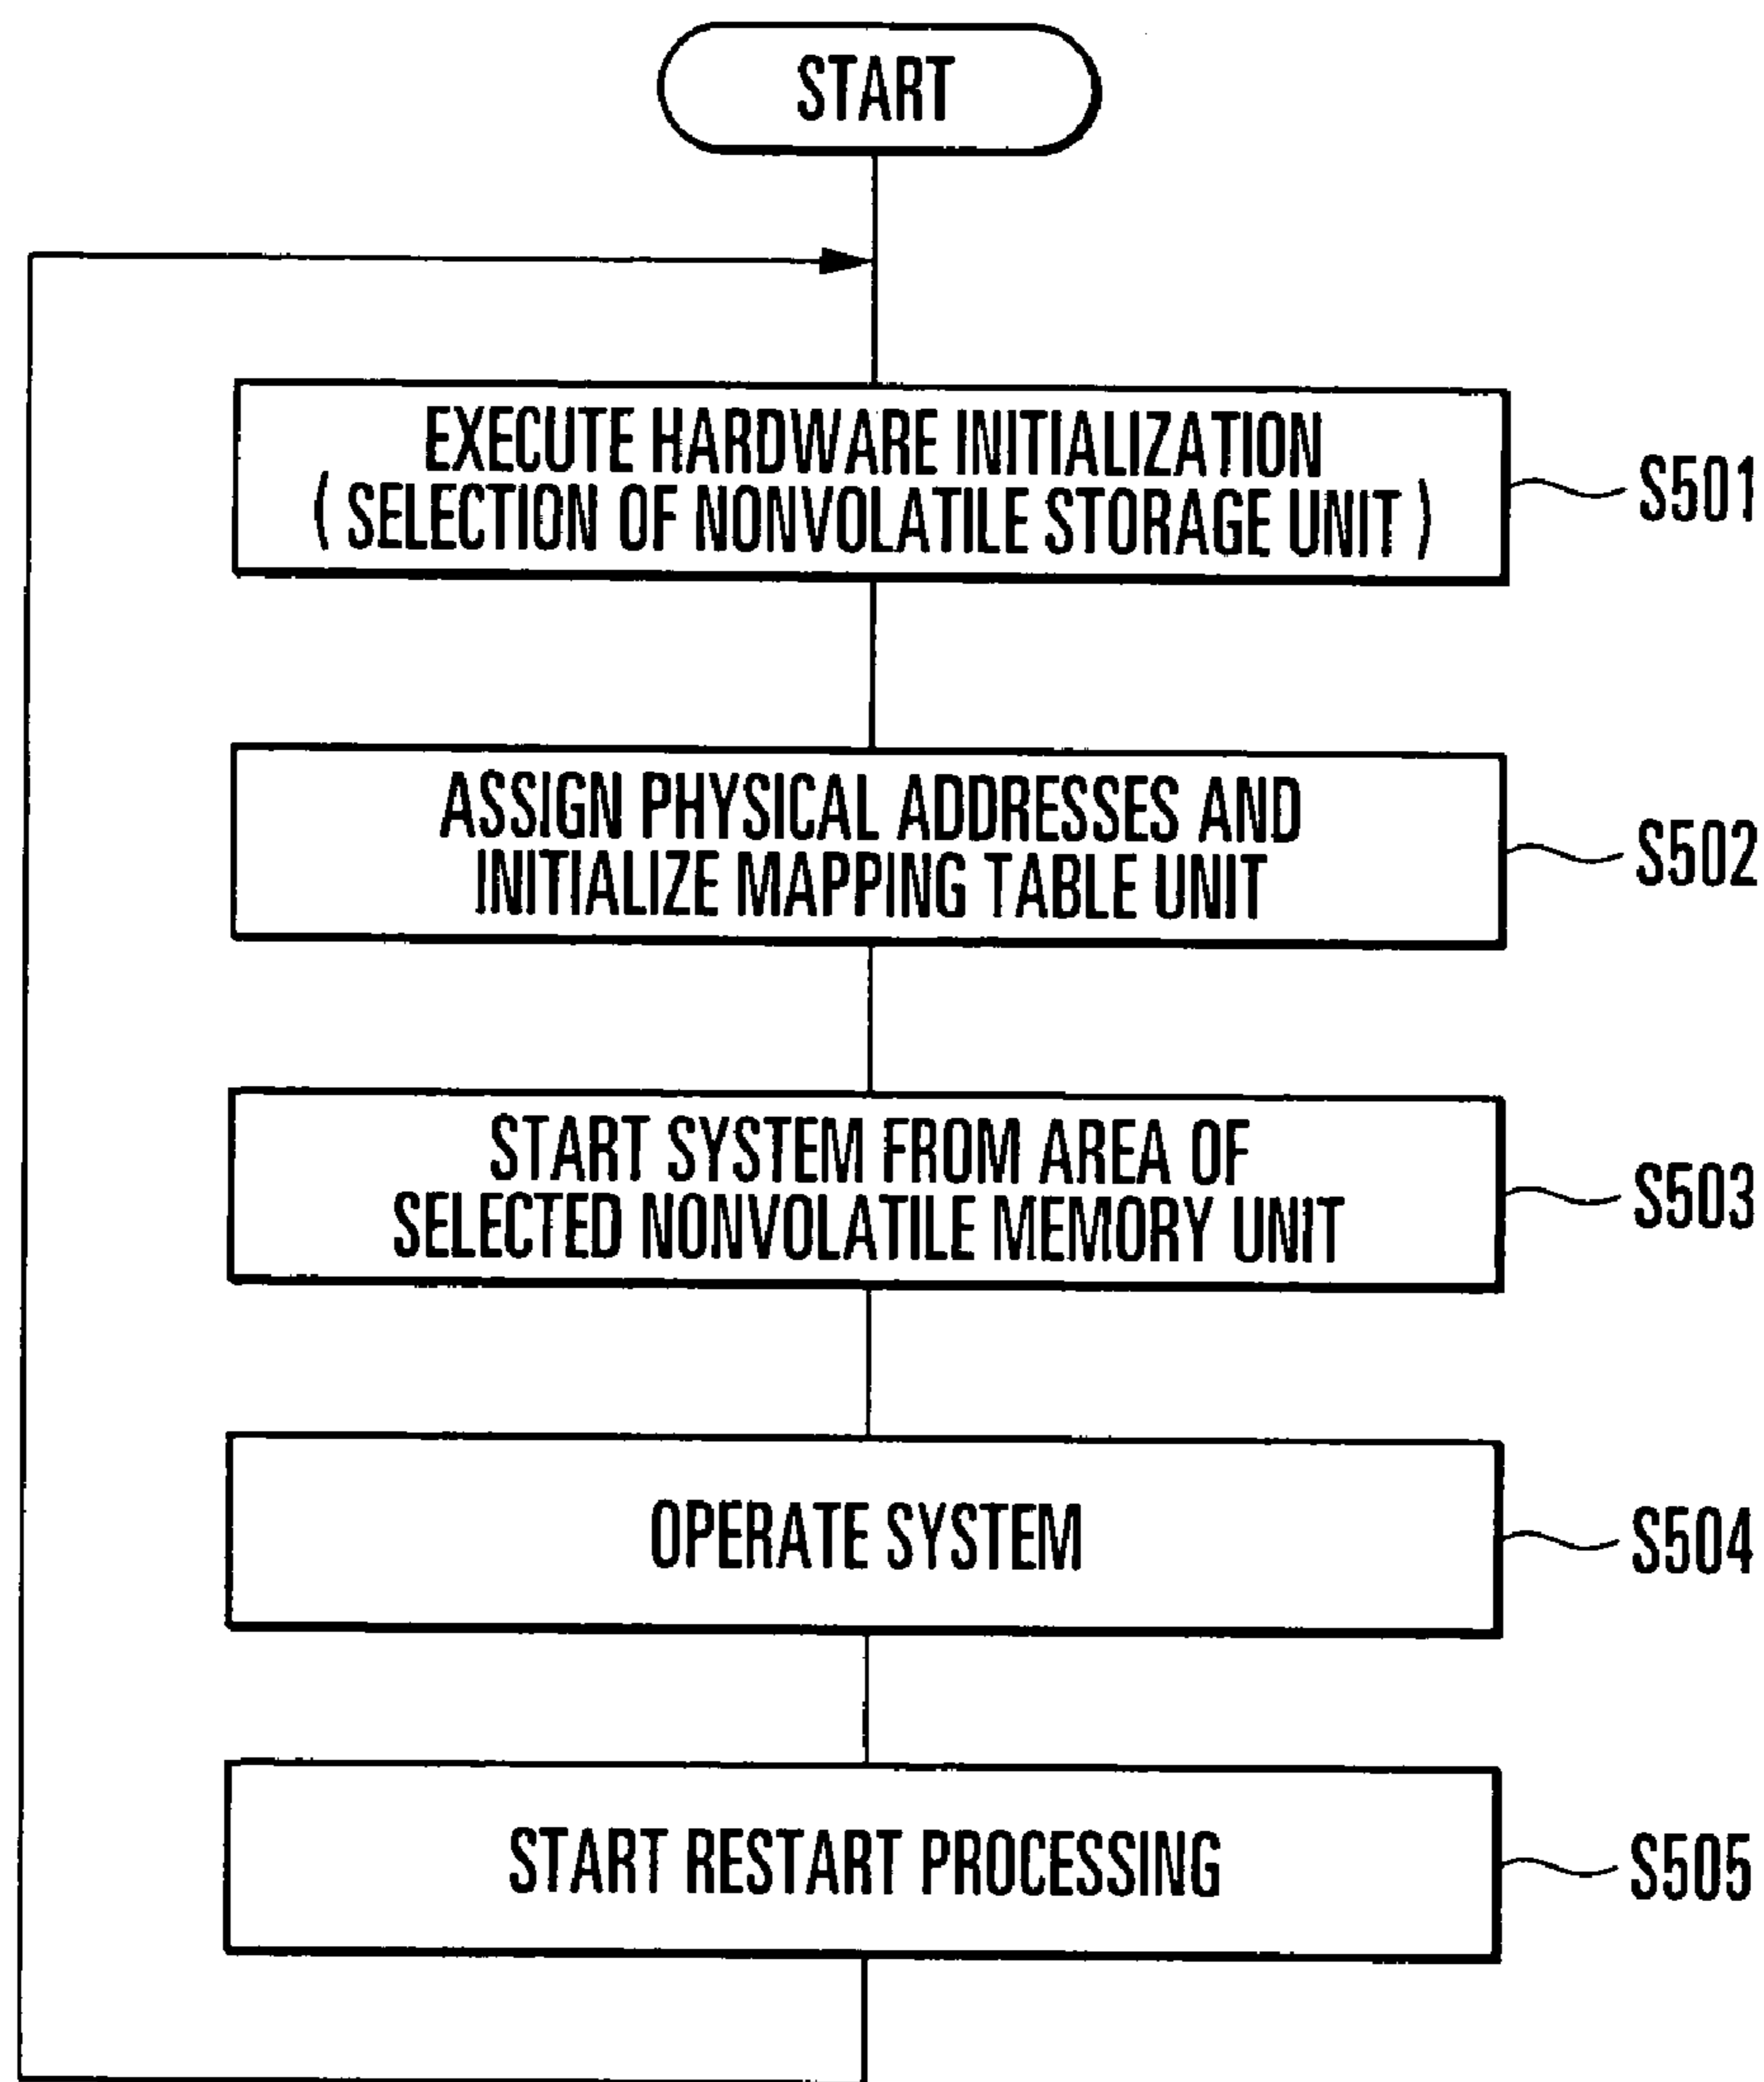 START
EXECUTE HARDWARE INITIALIZATION
( SELECTION OF NONVOLATILE STORAGE UNIT )
S501
ASSIGN PHYSICAL ADDRESSES AND
INITIALIZE MAPPING TABLE UNIT
S502
START SYSTEM FROM AREA OF
SELECTED NONVOLATILE MEMORY UNIT
S503
OPERATE SYSTEM
S504
START RESTART PROCESSING
S505